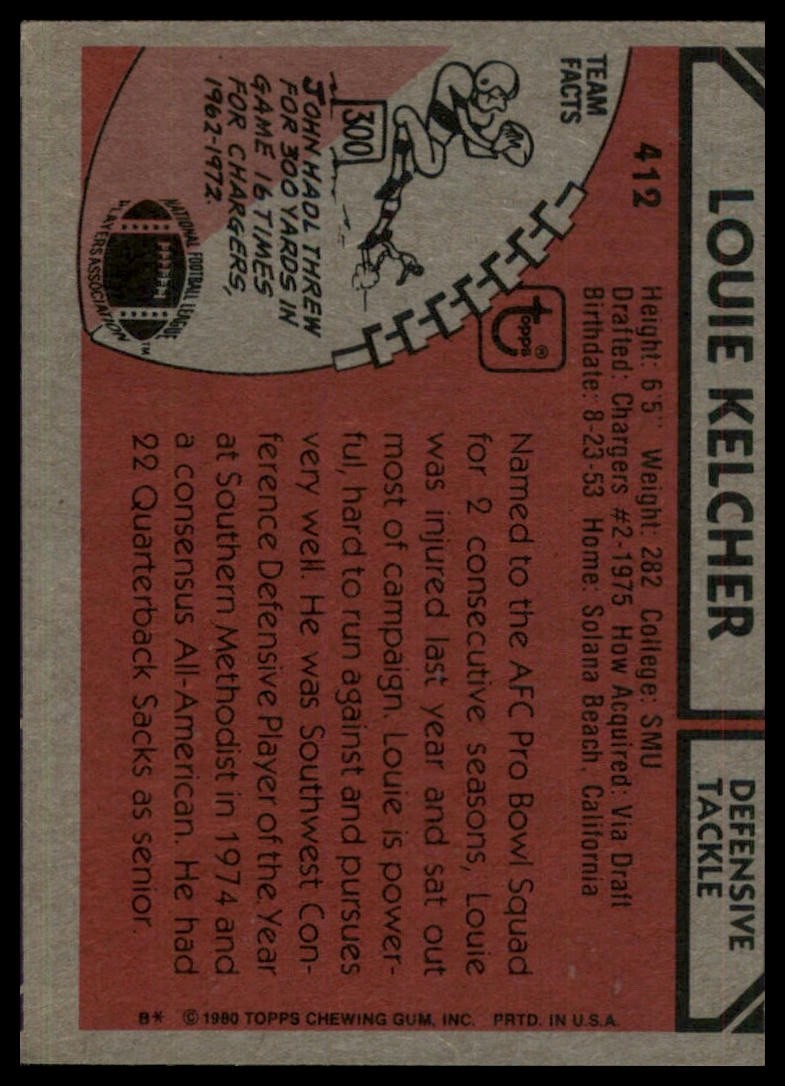 LOUIE KELCHER
DEFENSIVE
TACKLE
412
Height: 6'5" Weight: 282 College: SMU
Drafted: Chargers #2-1975 How Acquired: Via Draft
Birthdate: 8-23-53 Home: Solana Beach, California
TEAM
FACTS
300
JOHN HADL THREW
FOR 300 YARDS IN
GAME 16 TIMES
FOR CHARGERS,
1962-1972.
NATIONAL FOOTBALL LEAGUE
PLAYERS ASSOCIATION
TM
Topps®
Named to the AFC Pro Bowl Squad
for 2 consecutive seasons, Louie
was injured last year and sat out
most of campaign. Louie is power-
ful, hard to run against and pursues
very well. He was Southwest Con-
ference Defensive Player of the Year
at Southern Methodist in 1974 and
a consensus All-American. He had
22 Quarterback Sacks as senior.
B* © 1980 TOPPS CHEWING GUM, INC. PRTD. IN U.S.A.